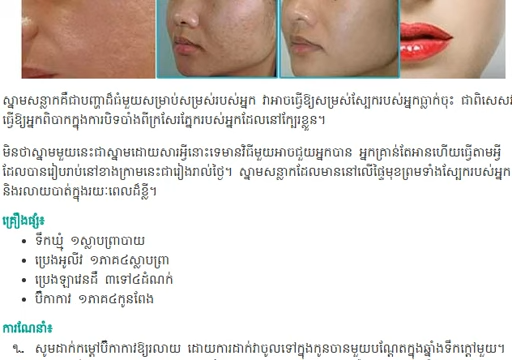 ស្នាមសន្លាកគឺជាបញ្ហាដ៏ធំមួយសម្រាប់សម្រស់របស់អ្នក វាអាចធ្វើឱ្យសម្រស់ស្បែករបស់អ្នកធ្លាក់ចុះ ជាពិសេស
ធ្វើឱ្យអ្នកពិបាកក្នុងការបិទបាំងពីក្រសែភ្នែករបស់អ្នកដែលនៅក្បែរខ្លួន។
មិនថាស្នាមមួយនេះជាស្នាមដោយសារអ្វីនោះទេមានវិធីមួយអាចជួយអ្នកបាន អ្នកគ្រាន់តែអានហើយធ្វើតាមអ្វី
ដែលបានរៀបរាប់នៅខាងក្រោមនេះជារៀងរាល់ថ្ងៃ។ ស្នាមសន្លាកដែលមាននៅលើផ្ទៃមុខព្រមទាំងស្បែករបស់អ្នក
និងរលាយបាត់ក្នុងរយៈពេលដ៏ខ្លី។
គ្រឿងផ្សំ៖
• ទឹកឃ្មុំ ១ស្លាបព្រាបាយ
• ប្រេងអូលីវ ១ភាគ៤ស្លាបព្រា
• ប្រេងឡាវេនដឺ ៣ទៅ៤ដំណក់
• ប៊ឺកាកាវ ១ភាគ៤កូនពែង
ការណែនាំ៖
១. សូមដាក់កម្ដៅប៊ឺកាកាវឱ្យរលាយ ដោយការដាក់វាចូលទៅក្នុងកូនចានមួយបណ្ដែតក្នុងឆ្នាំងទឹកក្ដៅមួយ។